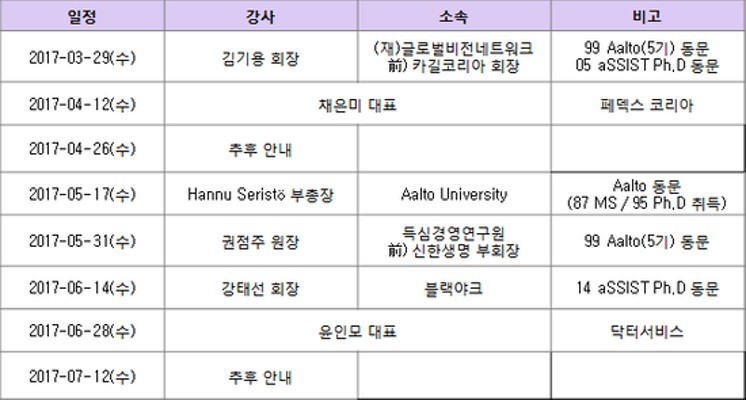 일정 강사 소속 비고
2017-03-29(수) 김기용 회장 (재)글로벌비전네트워크 99 Aalto(5기) 동문
前) 카길코리아 회장 05 aSSIST Ph.D 동문
2017-04-12(수) 채은미 대표 페덱스 코리아
2017-04-26(수) 추후 안내
2017-05-17(수) Hannu Seristö 부총장 Aalto University Aalto 동문
(87 MS / 95 Ph.D 취득)
2017-05-31(수) 권점주 원장 득심경영연구원 99 Aalto(5기) 동문
前) 신한생명 부회장
2017-06-14(수) 강태선 회장 블랙야크 14 aSSIST Ph.D 동문
2017-06-28(수) 윤인모 대표 닥터서비스
2017-07-12(수) 추후 안내